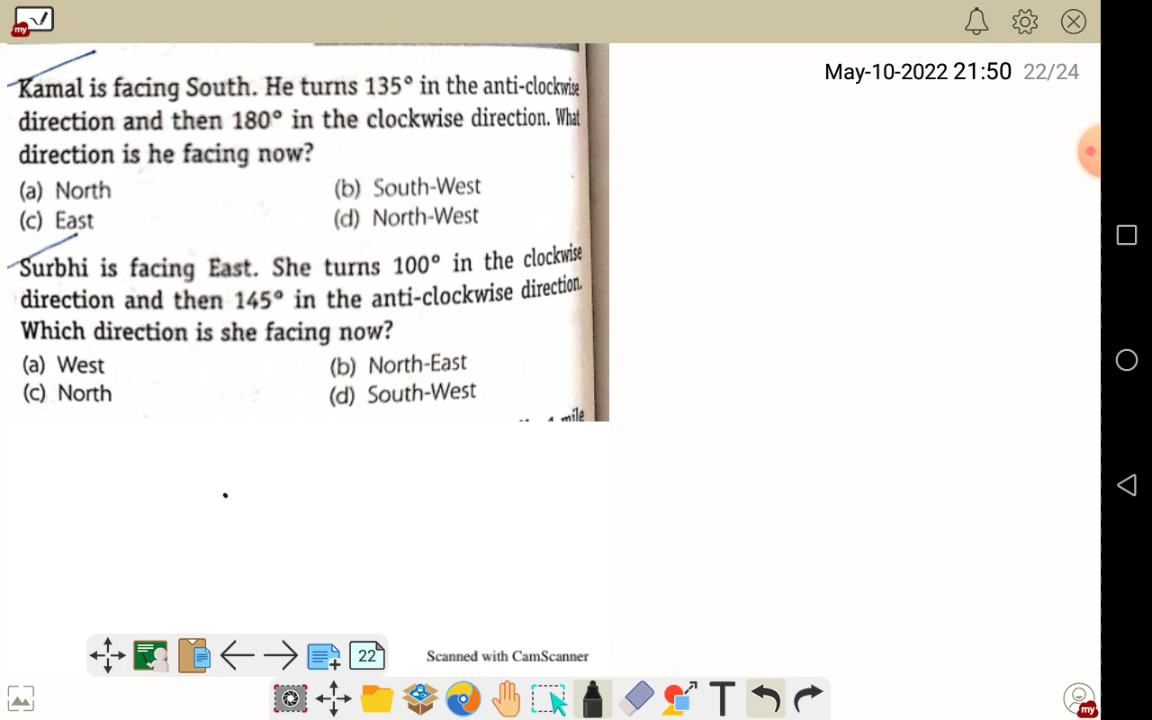 May-10-2022 21:50 22/24
Kamal is facing South. He turns 135° in the anti-clockwise
direction and then 180° in the clockwise direction. What
direction is he facing now?
(a) North (b) South-West
(c) East (d) North-West
Surbhi is facing East. She turns 100° in the clockwise
direction and then 145° in the anti-clockwise direction.
Which direction is she facing now?
(a) West (b) North-East
(c) North (d) South-West
mile
22
Scanned with CamScanner
T
my
my